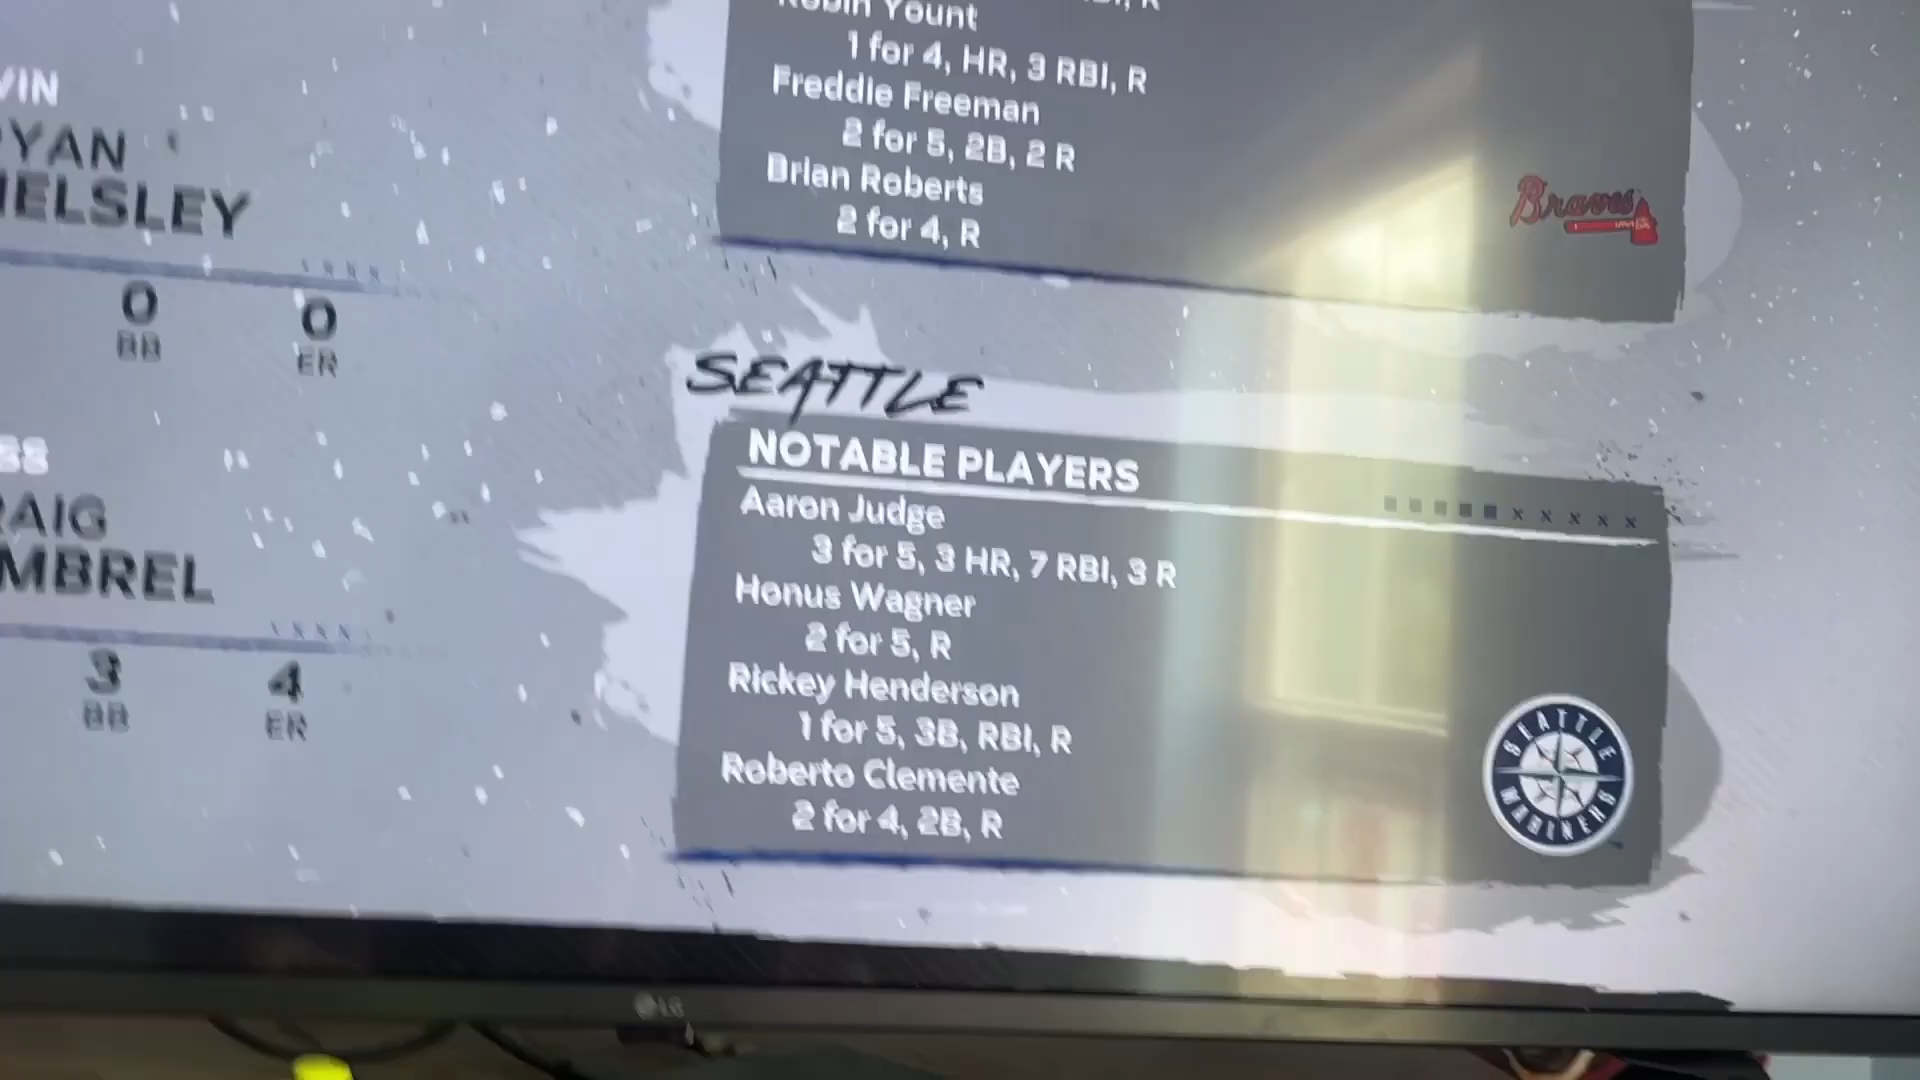 Robin Yount
1 for 4, HR, 3 RBI, R
Freddie Freeman
2 for 5, 2B, 2 R
Brian Roberts
2 for 4, R
Braves
VIN
YAN
HELSLEY
0
BB
0
ER
SEATTLE
NOTABLE PLAYERS
Aaron Judge
3 for 5, 3 HR, 7 RBI, 3 R
Honus Wagner
2 for 5, R
Rickey Henderson
1 for 5, 3B, RBI, R
Roberto Clemente
2 for 4, 2B, R
SEATTLE
MARINERS
SS
AIG
MBREL
3
BB
4
ER
LG